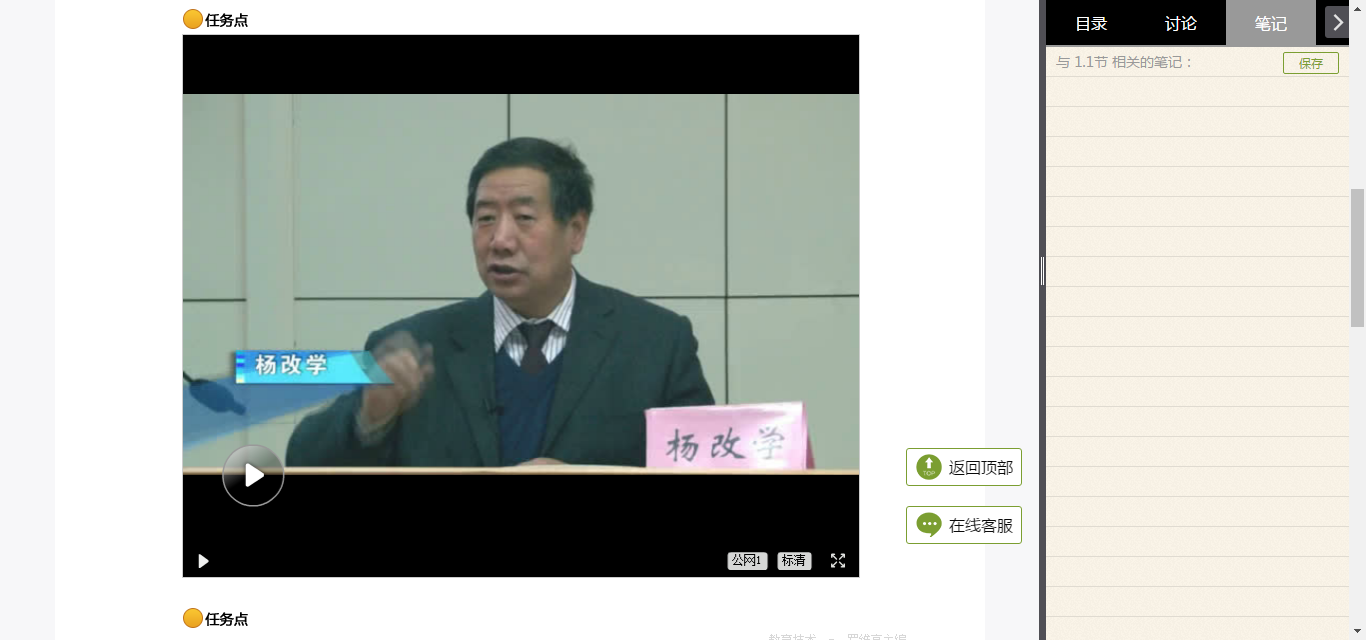 任务点
目录
讨论
笔记
与 1.1节 相关的笔记：
保存
杨改学
杨改学
返回顶部
TOP
在线客服
公网1
标清
任务点